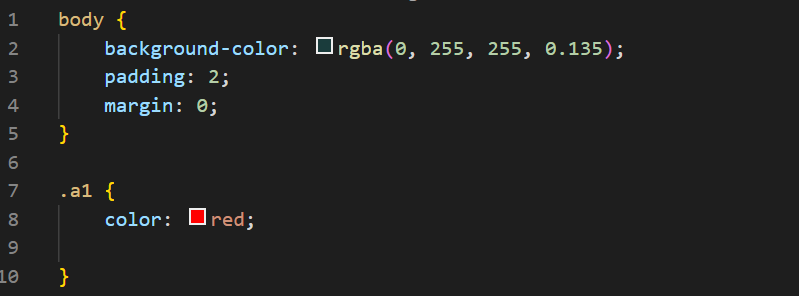 1 body {
2 background-color: rgba(0, 255, 255, 0.135);
3 padding: 2;
4 margin: 0;
5 }
6
7 .a1 {
8 color: red;
9
10 }